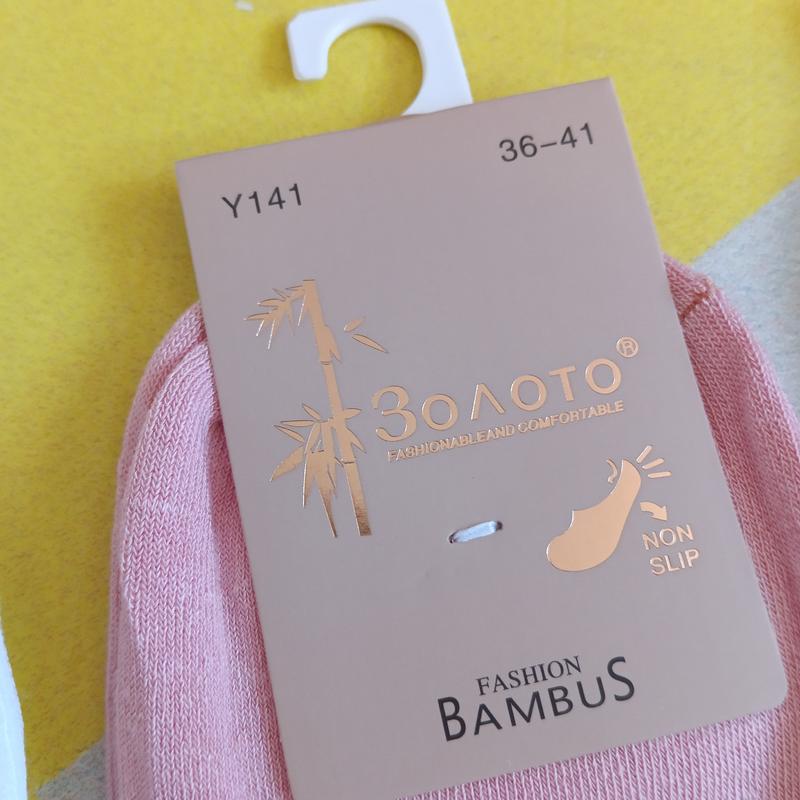 Y141
36-41
ЗОЛОТО®
FASHIONABLEAND COMFORTABLE
NON
SLIP
FASHION
BAMBUS